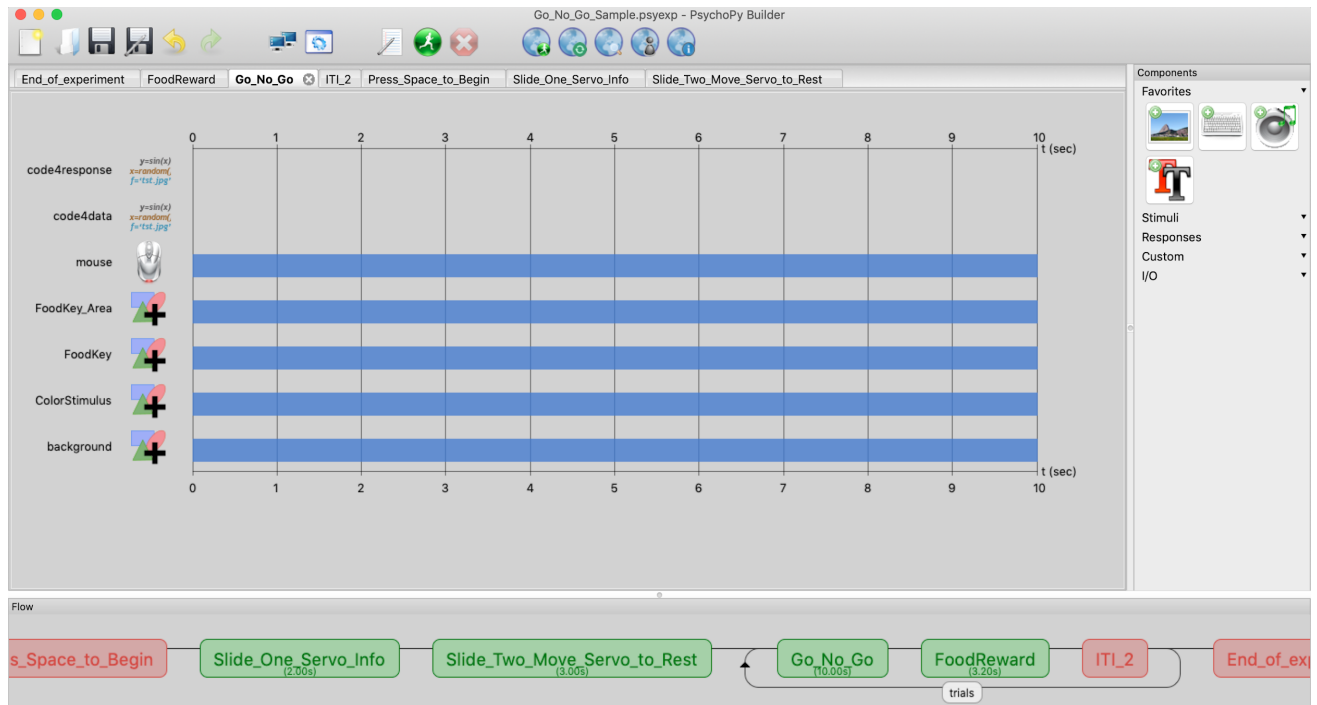 Go_No_Go_Sample.psyexp - PsychoPy Builder
End_of_experiment FoodReward Go_No_Go ITI_2 Press_Space_to_Begin Slide_One_Servo_Info Slide_Two_Move_Servo_to_Rest
Components
Favorites
Stimuli
Responses
Custom
I/O
0 1 2 3 4 5 6 7 8 9 10
t (sec)
code4response
y=sin(x)
x=random(,
f='tst.jpg'
code4data
y=sin(x)
x=random(,
f='tst.jpg'
mouse
FoodKey_Area
FoodKey
ColorStimulus
background
t (sec)
0 1 2 3 4 5 6 7 8 9 10
Flow
s_Space_to_Begin
Slide_One_Servo_Info
(2.00s)
Slide_Two_Move_Servo_to_Rest
(3.00s)
Go_No_Go
(10.00s)
FoodReward
(3.20s)
ITI_2
End_of_exp
trials